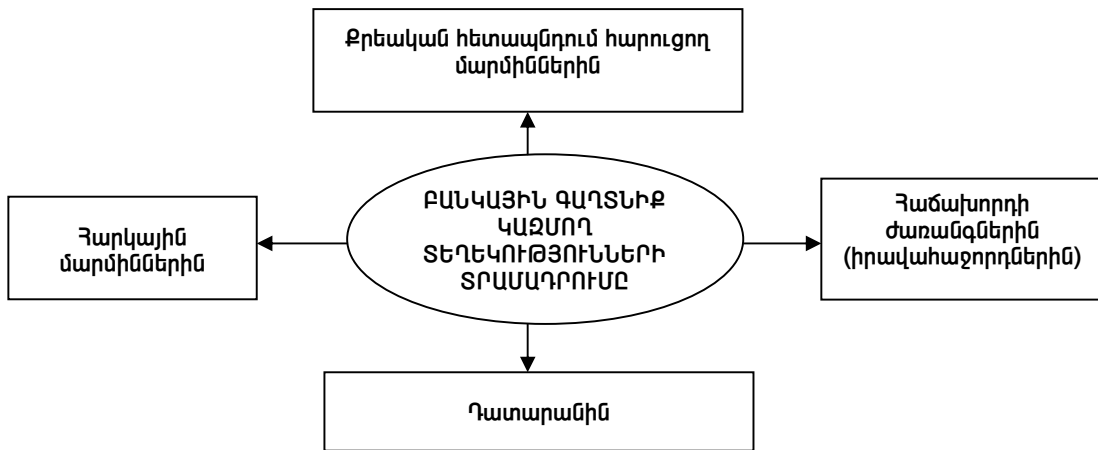 Քրեական հետապնդում հարուցող
մարմիններին
Հարկային
մարմիններին
ԲԱՆԿԱՅԻՆ ԳԱՂՏՆԻՔ
ԿԱԶՄՈՂ
ՏԵՂԵԿՈՒԹՅՈՒՆՆԵՐԻ
ՏՐԱՄԱԴՐՈՒՄԸ
Հաճախորդի
ժառանգներին
(իրավահաջորդներին)
Դատարանին